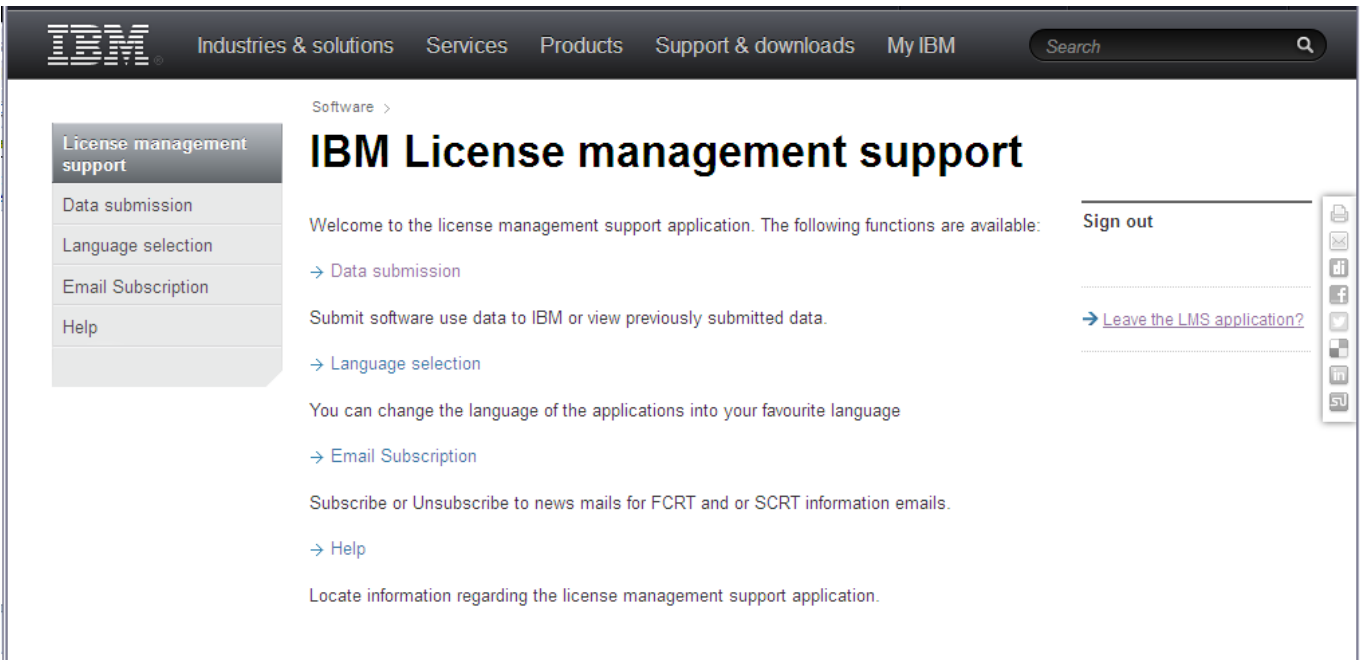 IBM®
Industries & solutions Services Products Support & downloads My IBM Search
Software >
License management
support
Data submission
Language selection
Email Subscription
Help
IBM License management support
Welcome to the license management support application. The following functions are available:
→ Data submission
Submit software use data to IBM or view previously submitted data.
→ Language selection
You can change the language of the applications into your favourite language
→ Email Subscription
Subscribe or Unsubscribe to news mails for FCRT and or SCRT information emails.
→ Help
Locate information regarding the license management support application.
Sign out
→ Leave the LMS application?
di
f
in